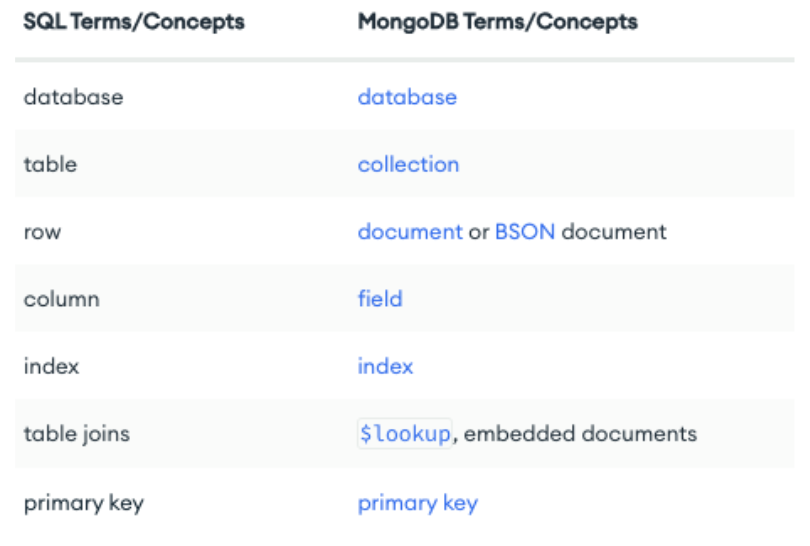 SQL Terms/Concepts MongoDB Terms/Concepts
database database
table collection
row document or BSON document
column field
index index
table joins $lookup, embedded documents
primary key primary key